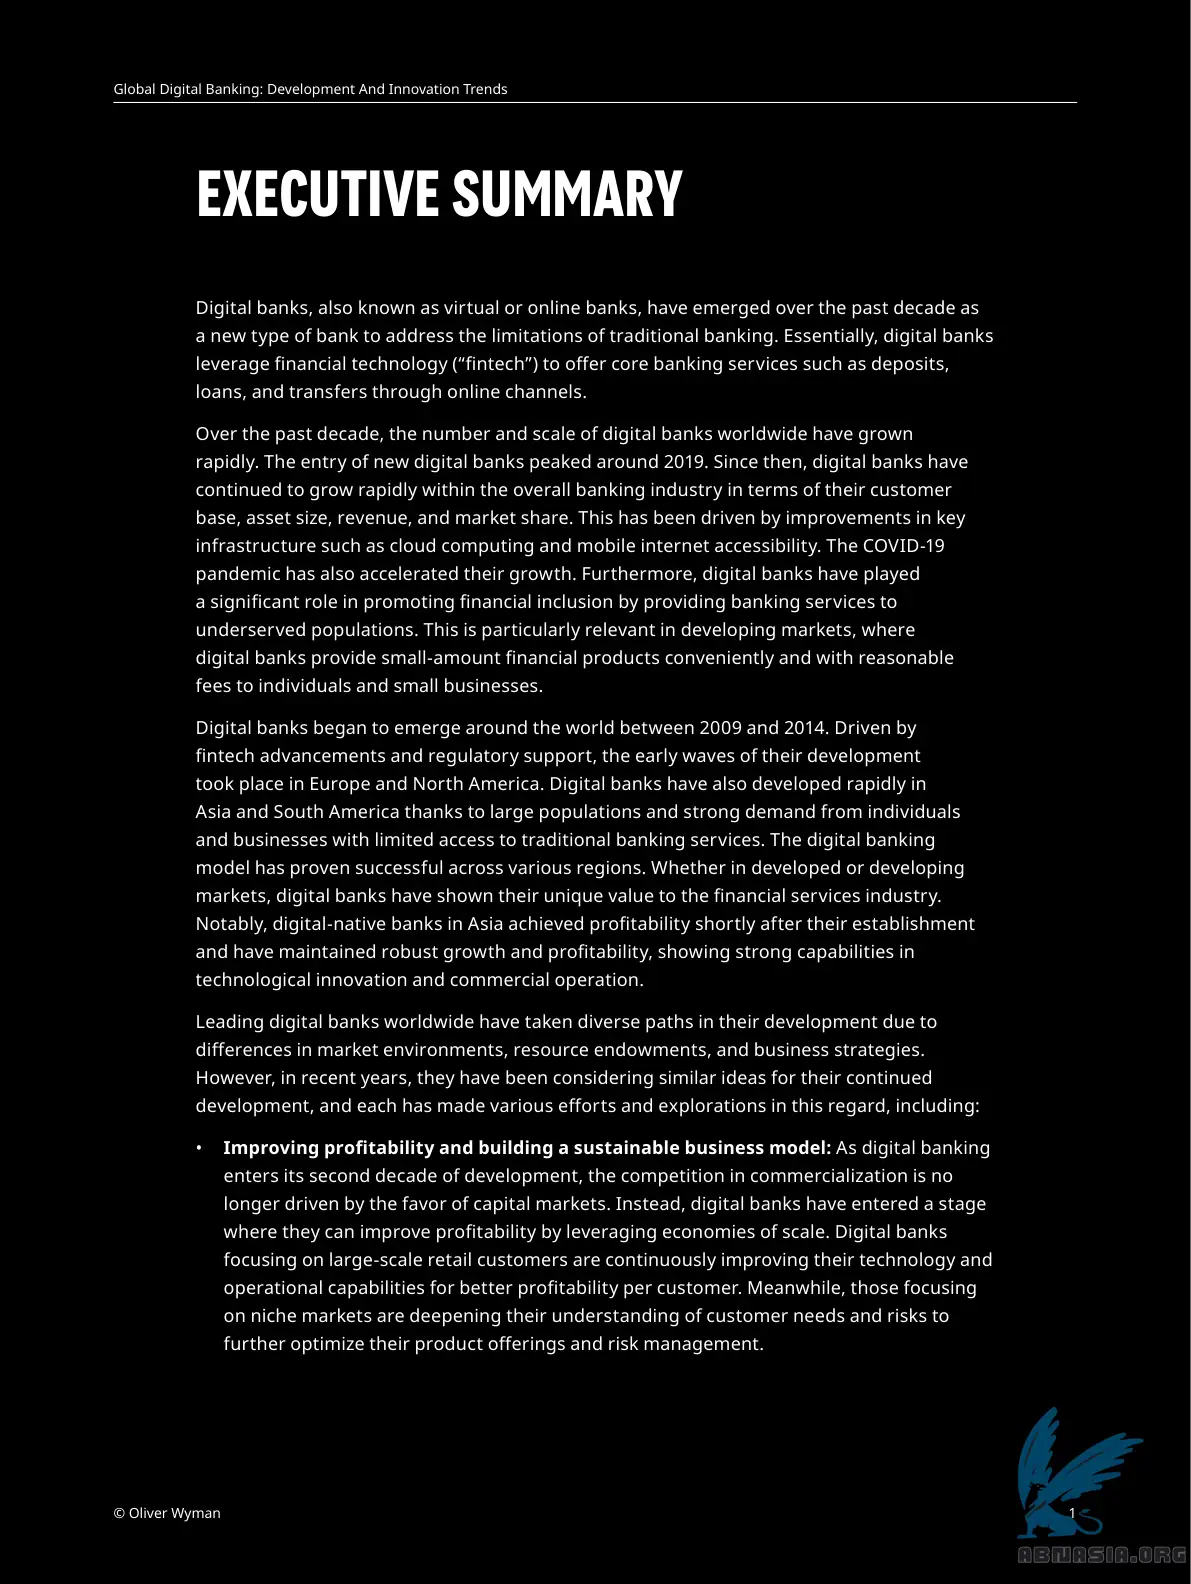 Global Digital Banking: Development And Innovation Trends
EXECUTIVE SUMMARY
Digital banks, also known as virtual or online banks, have emerged over the past decade as
a new type of bank to address the limitations of traditional banking. Essentially, digital banks
leverage financial technology (“fintech”) to offer core banking services such as deposits,
loans, and transfers through online channels.
Over the past decade, the number and scale of digital banks worldwide have grown
rapidly. The entry of new digital banks peaked around 2019. Since then, digital banks have
continued to grow rapidly within the overall banking industry in terms of their customer
base, asset size, revenue, and market share. This has been driven by improvements in key
infrastructure such as cloud computing and mobile internet accessibility. The COVID-19
pandemic has also accelerated their growth. Furthermore, digital banks have played
a significant role in promoting financial inclusion by providing banking services to
underserved populations. This is particularly relevant in developing markets, where
digital banks provide small-amount financial products conveniently and with reasonable
fees to individuals and small businesses.
Digital banks began to emerge around the world between 2009 and 2014. Driven by
fintech advancements and regulatory support, the early waves of their development
took place in Europe and North America. Digital banks have also developed rapidly in
Asia and South America thanks to large populations and strong demand from individuals
and businesses with limited access to traditional banking services. The digital banking
model has proven successful across various regions. Whether in developed or developing
markets, digital banks have shown their unique value to the financial services industry.
Notably, digital-native banks in Asia achieved profitability shortly after their establishment
and have maintained robust growth and profitability, showing strong capabilities in
technological innovation and commercial operation.
Leading digital banks worldwide have taken diverse paths in their development due to
differences in market environments, resource endowments, and business strategies.
However, in recent years, they have been considering similar ideas for their continued
development, and each has made various efforts and explorations in this regard, including:
• Improving profitability and building a sustainable business model: As digital banking
enters its second decade of development, the competition in commercialization is no
longer driven by the favor of capital markets. Instead, digital banks have entered a stage
where they can improve profitability by leveraging economies of scale. Digital banks
focusing on large-scale retail customers are continuously improving their technology and
operational capabilities for better profitability per customer. Meanwhile, those focusing
on niche markets are deepening their understanding of customer needs and risks to
further optimize their product offerings and risk management.
© Oliver Wyman
1
ABNASIA.ORG